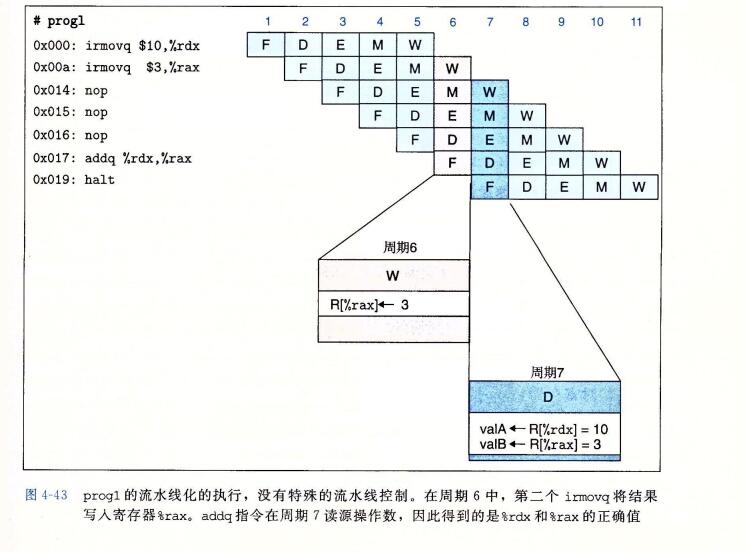 # prog1 1 2 3 4 5 6 7 8 9 10 11
0x000: irmovq $10,%rdx F D E M W
0x00a: irmovq $3,%rax F D E M W
0x014: nop F D E M W
0x015: nop F D E M W
0x016: nop F D E M W
0x017: addq %rdx,%rax F D E M W
0x019: halt F D E M W
周期6
W
R[%rax]← 3
周期7
D
valA ← R[%rdx] = 10
valB ← R[%rax] = 3
图 4-43 prog1 的流水线化的执行，没有特殊的流水线控制。在周期 6 中，第二个 irmovq 将结果
写入寄存器%rax。addq 指令在周期 7 读源操作数，因此得到的是%rdx 和%rax 的正确值